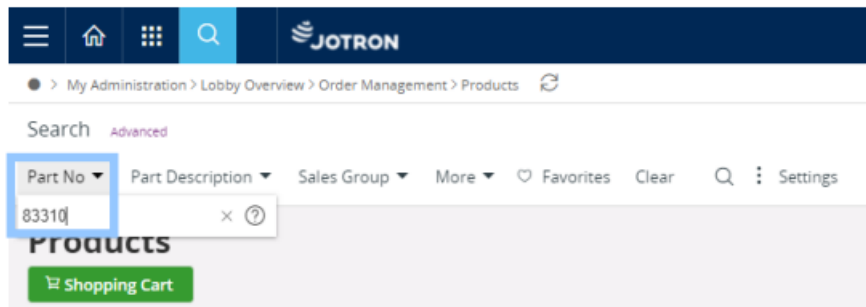 JOTRON
> My Administration > Lobby Overview > Order Management > Products
Search Advanced
Part No Part Description Sales Group More Favorites Clear Settings
83310
Products
Shopping Cart